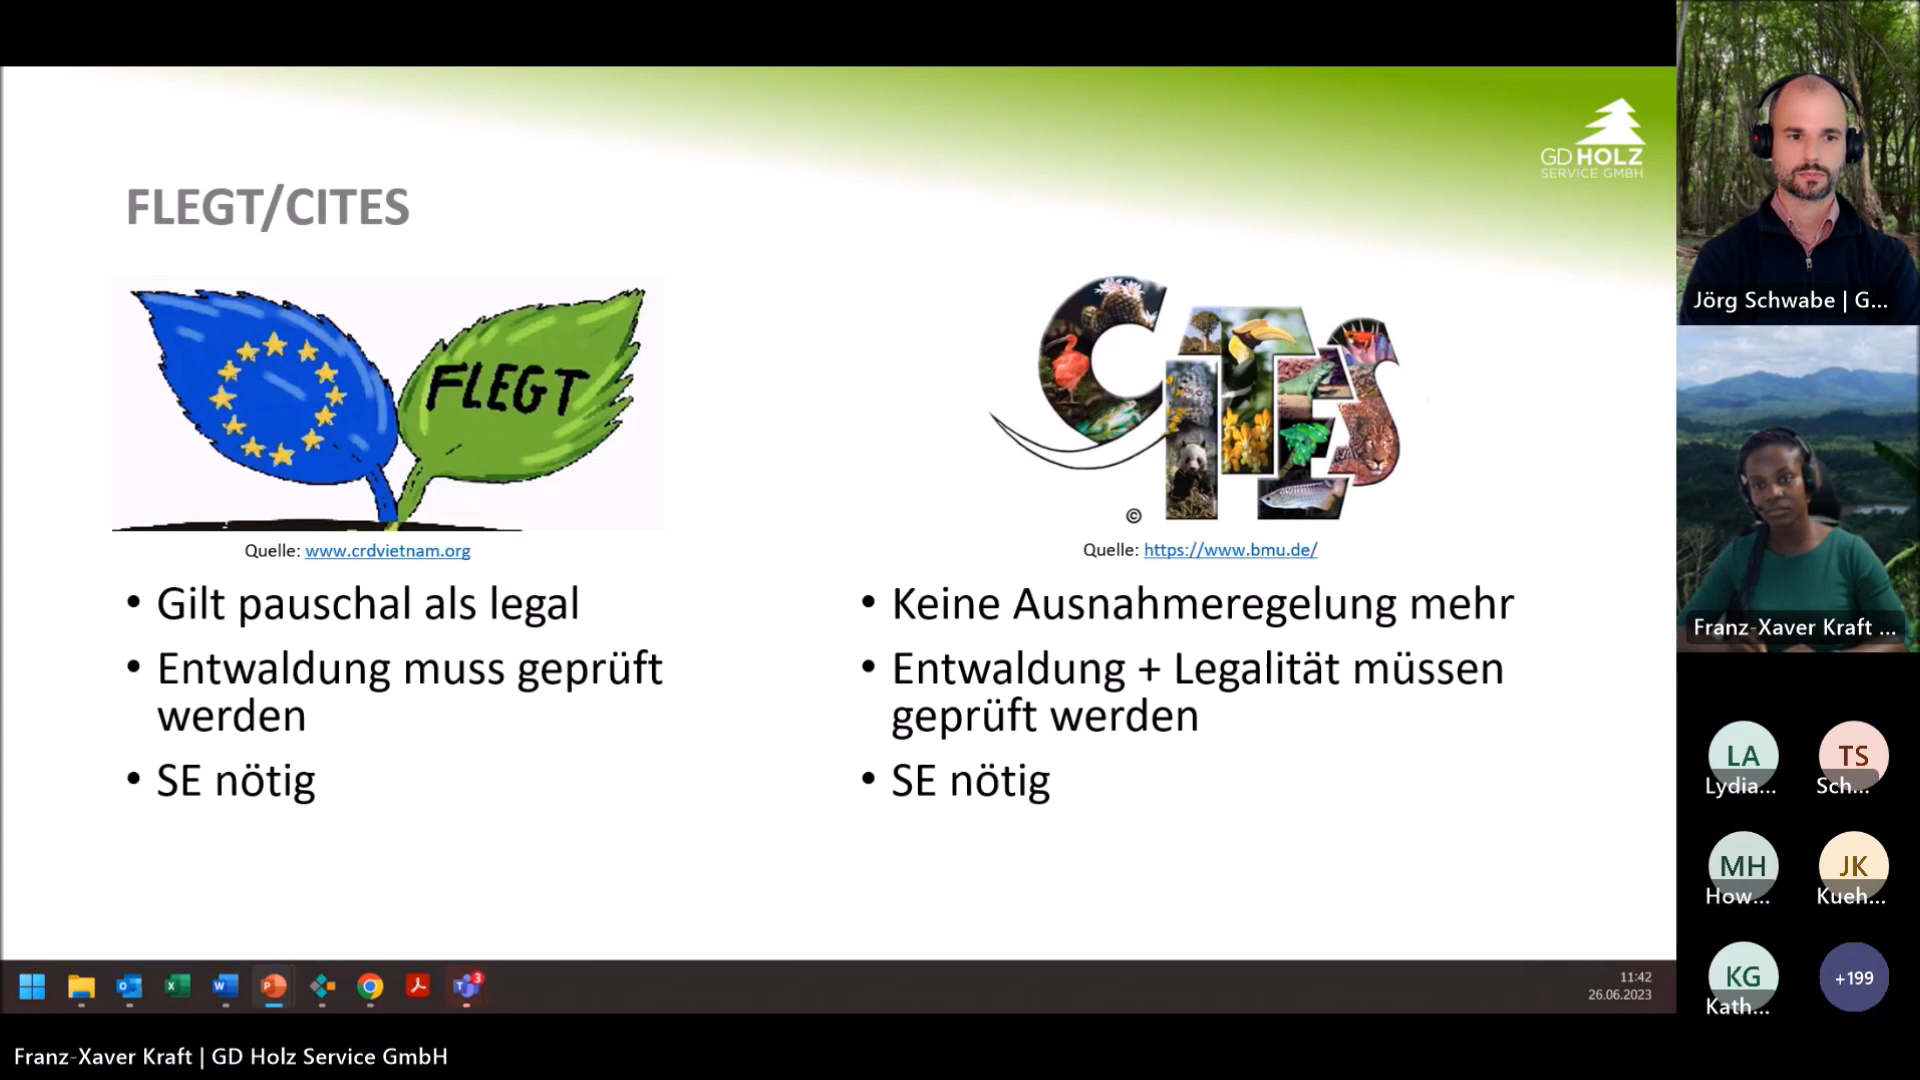 GD HOLZ
SERVICE GMBH
FLEGT/CITES
FLEGT
CITES
©
Quelle: www.crdvietnam.org
Quelle: https://www.bmu.de/
• Gilt pauschal als legal
• Entwaldung muss geprüft
werden
• SE nötig
• Keine Ausnahmeregelung mehr
• Entwaldung + Legalität müssen
geprüft werden
• SE nötig
Jörg Schwabe | G...
Franz-Xaver Kraft ...
LA
Lydia...
TS
Sch...
MH
How...
JK
Kueh...
KG
Kath...
+199
3
11:42
26.06.2023
Franz-Xaver Kraft | GD Holz Service GmbH